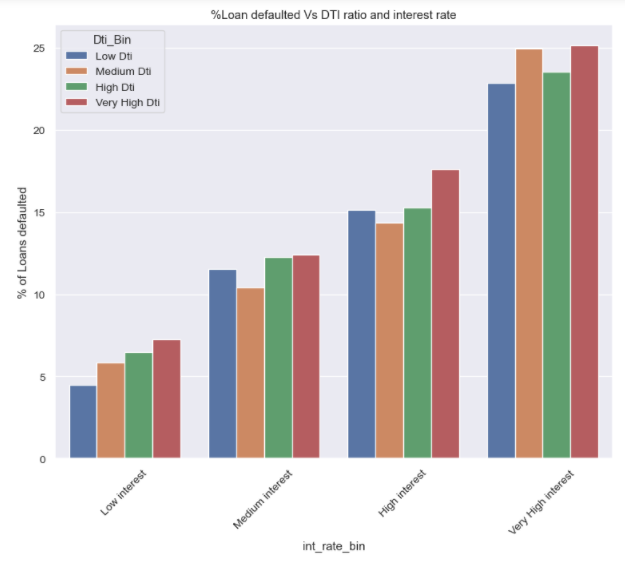 %Loan defaulted Vs DTI ratio and interest rate
Dti_Bin
Low Dti
Medium Dti
High Dti
Very High Dti
25
20
15
10
5
0
% of Loans defaulted
Low interest
Medium interest
High interest
Very High interest
int_rate_bin